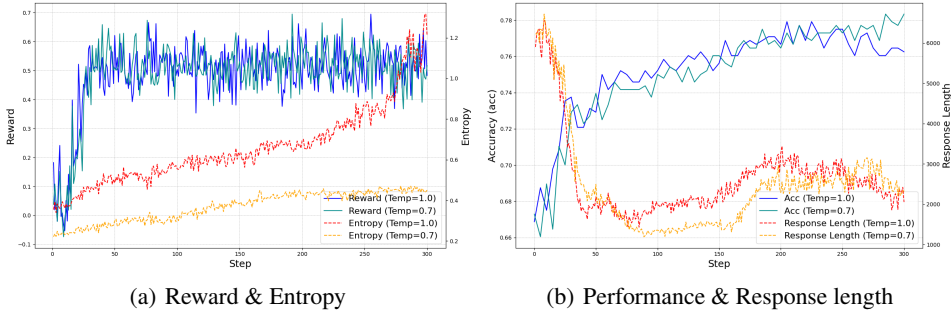 0.7
0.6
0.5
0.4
0.3
0.2
0.1
0.0
−0.1
Reward
0
50
100
150
200
250
300
Step
1.2
1.0
0.8
0.6
0.4
0.2
Entropy
Reward (Temp=1.0)
Reward (Temp=0.7)
Entropy (Temp=1.0)
Entropy (Temp=0.7)
(a) Reward & Entropy
0.78
0.76
0.74
0.72
0.70
0.68
0.66
Accuracy (acc)
0
50
100
150
200
250
300
Step
6000
5000
4000
3000
2000
1000
Response Length
Acc (Temp=1.0)
Acc (Temp=0.7)
Response Length (Temp=1.0)
Response Length (Temp=0.7)
(b) Performance & Response length